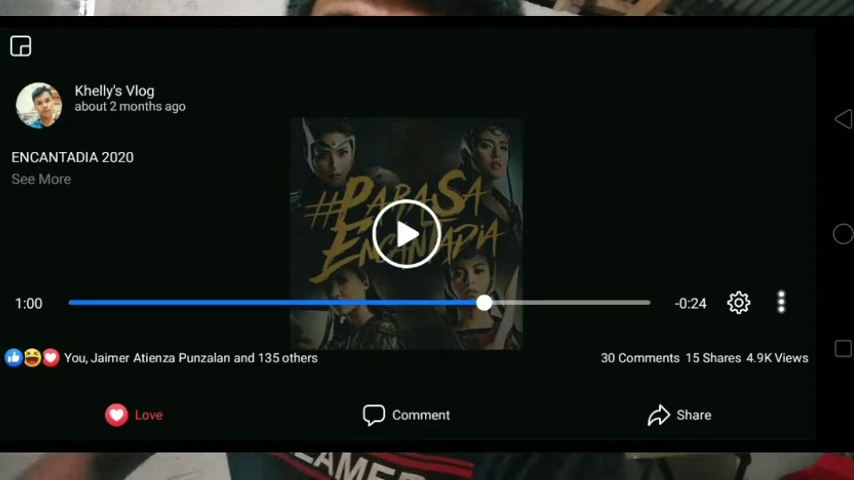 Khelly's Vlog
about 2 months ago
ENCANTADIA 2020
See More
#PARASA
ENCANTADIA
1:00
-0:24
You, Jaimer Atienza Punzalan and 135 others
30 Comments 15 Shares 4.9K Views
Love
Comment
Share